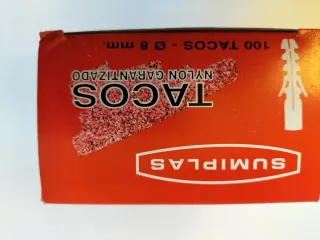 SUMIPLAS
TACOS
NYLON GARANTIZADO
100 TACOS - Ø 8 mm.